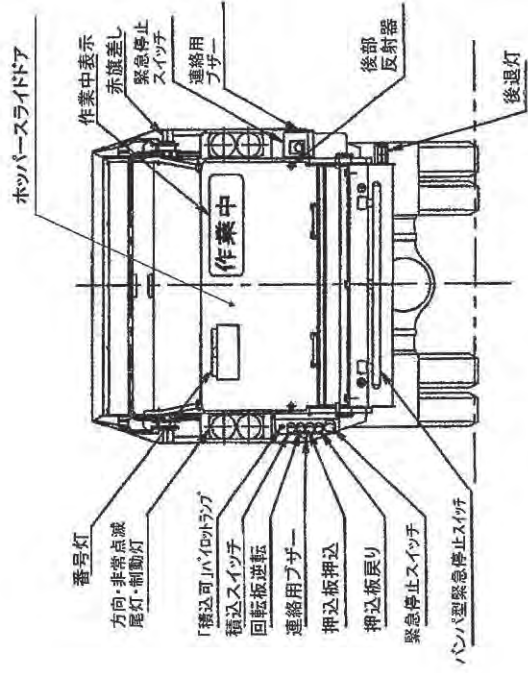 ホッパースライドドア
作業中表示
赤旗差し
緊急停止
スイッチ
連絡用
ブザー
後部
反射器
後退灯
作業中
番号灯
方向・非常点滅
尾灯・制動灯
「積込可」パイロットランプ
積込スイッチ
回転板逆転
連絡用ブザー
押込板押込
押込板戻り
緊急停止スイッチ
バンパ型緊急停止スイッチ